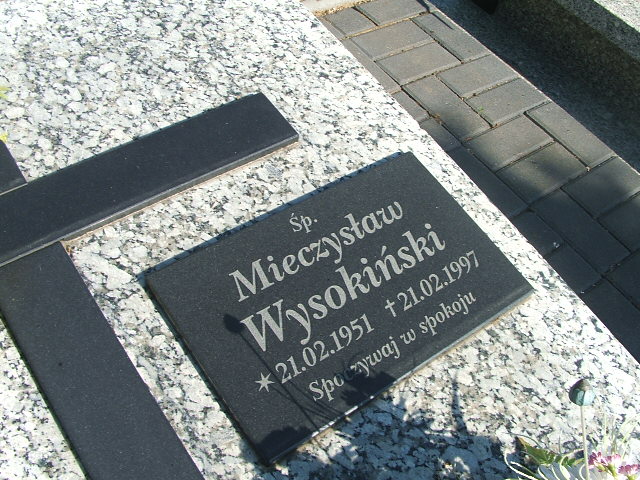 Śp.
Mieczysław
Wysokiński
*21.02.1951 †21.02.1997
Spoczywaj w spokoju